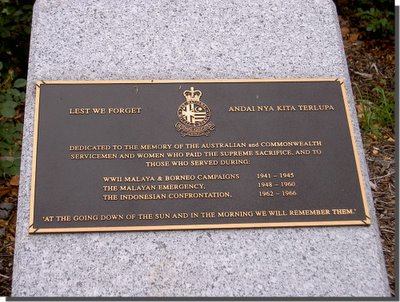 LEST WE FORGET
ANDAI NYA KITA TERLUPA
DEDICATED TO THE MEMORY OF THE AUSTRALIAN and COMMONWEALTH
SERVICEMEN AND WOMEN WHO PAID THE SUPREME SACRIFICE, AND TO
THOSE WHO SERVED DURING:
WWII MALAYA & BORNEO CAMPAIGNS 1941 – 1945
THE MALAYAN EMERGENCY, 1948 – 1960
THE INDONESIAN CONFRONTATION. 1962 – 1966
"AT THE GOING DOWN OF THE SUN AND IN THE MORNING WE WILL REMEMBER THEM."